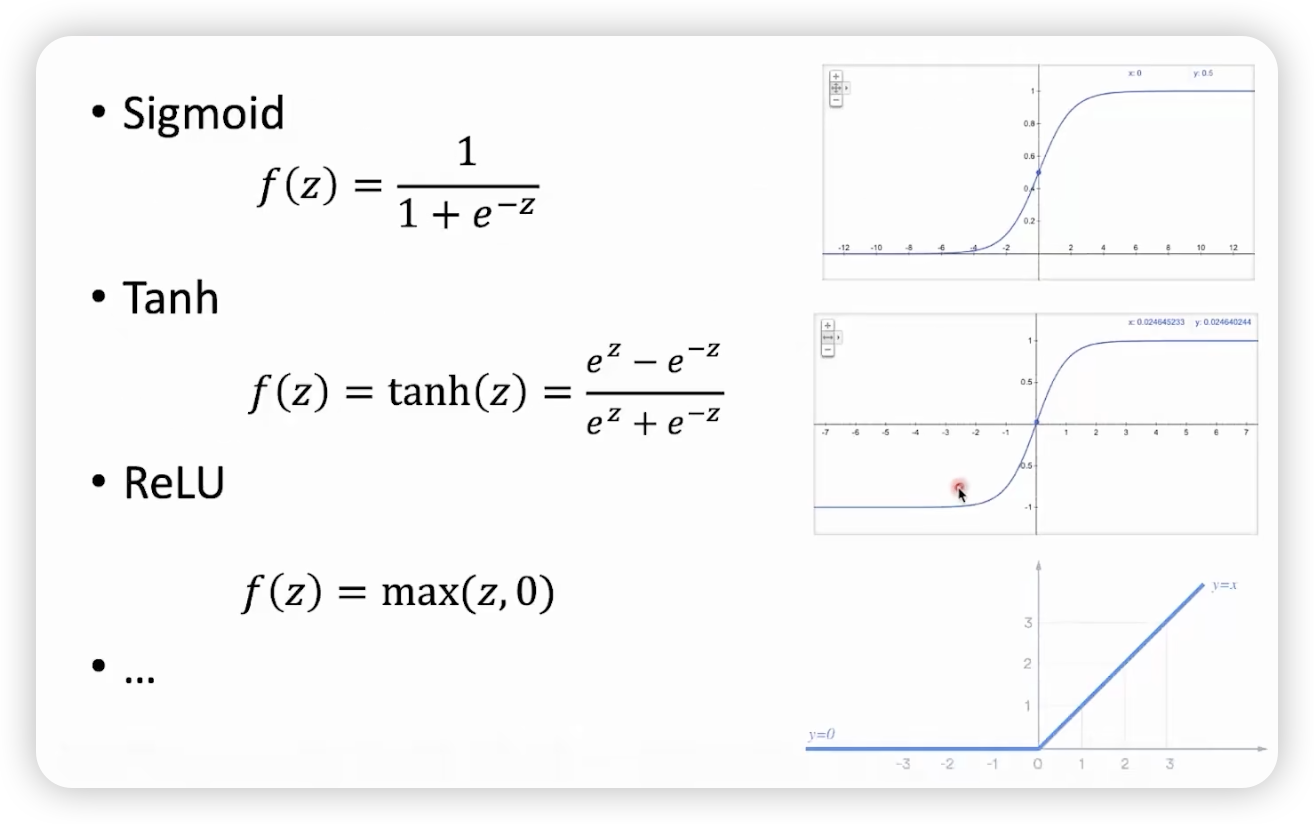 • Sigmoid
f(z) = 1 / (1 + e^{-z})
• Tanh
f(z) = tanh(z) = (e^z − e^{-z}) / (e^z + e^{-z})
• ReLU
f(z) = max(z, 0)
• ...
x: 0 y: 0.5
1
0.8
0.6
0.4
0.2
-12 -10 -8 -6 -4 -2 2 4 6 8 10 12
x: 0.024645233 y: 0.024640244
1
0.5
-7 -6 -5 -4 -3 -2 -1 1 2 3 4 5 6 7
-0.5
-1
y=x
3
2
1
y=0
-3 -2 -1 0 1 2 3